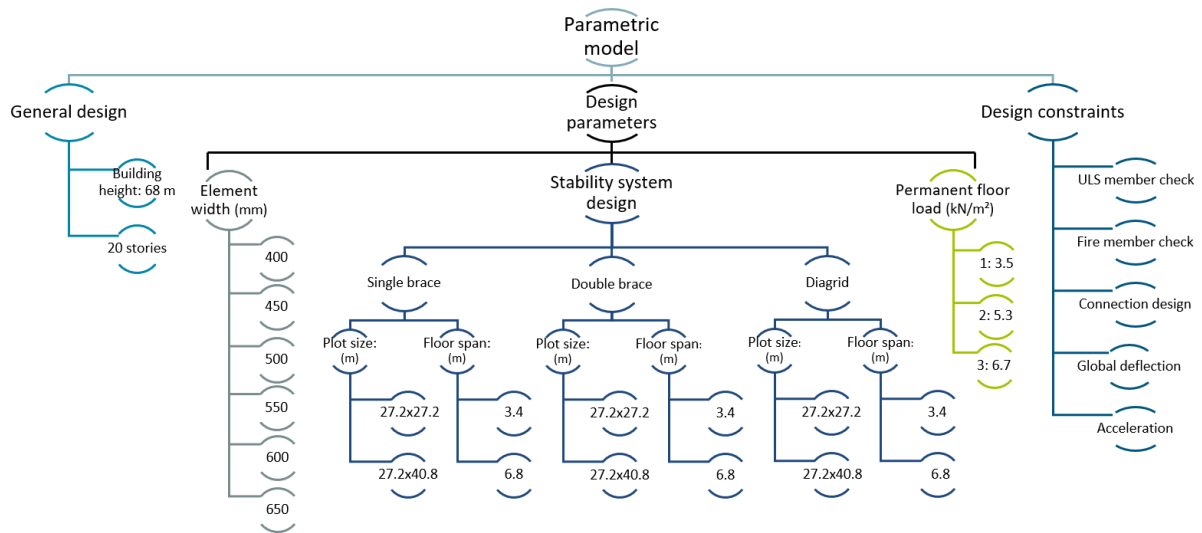 Parametric
model
General design
Building
height: 68 m
20 stories
Design
parameters
Element
width (mm)
400
450
500
550
600
650
Stability system
design
Single brace
Plot size:
(m)
27.2x27.2
27.2x40.8
Floor span:
(m)
3.4
6.8
Double brace
Plot size:
(m)
27.2x27.2
27.2x40.8
Floor span:
(m)
3.4
6.8
Diagrid
Plot size:
(m)
27.2x27.2
27.2x40.8
Floor span:
(m)
3.4
6.8
Permanent floor
load (kN/m²)
1: 3.5
2: 5.3
3: 6.7
Design constraints
ULS member check
Fire member check
Connection design
Global deflection
Acceleration